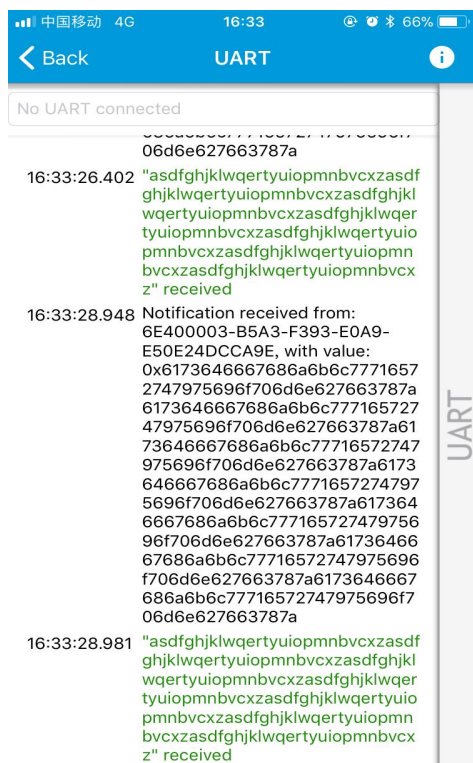 中国移动 4G 16:33 66%
Back UART i
No UART connected
06d6e627663787a
16:33:26.402 "asdfghjklwqertyuiopmnbvcxzasdf
ghjklwqertyuiopmnbvcxzasdfghjkl
wqertyuiopmnbvcxzasdfghjklwqer
tyuiopmnbvcxzasdfghjklwqertyuio
pmnbvcxzasdfghjklwqertyuiopmn
bvcxzasdfghjklwqertyuiopmnbvcx
z" received
16:33:28.948 Notification received from:
6E400003-B5A3-F393-E0A9-
E50E24DCCA9E, with value:
0x6173646667686a6b6c7771657
2747975696f706d6e627663787a
6173646667686a6b6c777165727
47975696f706d6e627663787a61
73646667686a6b6c77716572747
975696f706d6e627663787a6173
646667686a6b6c7771657274797
5696f706d6e627663787a617364
6667686a6b6c777165727479756
96f706d6e627663787a61736466
67686a6b6c77716572747975696
f706d6e627663787a6173646667
686a6b6c77716572747975696f7
06d6e627663787a
16:33:28.981 "asdfghjklwqertyuiopmnbvcxzasdf
ghjklwqertyuiopmnbvcxzasdfghjkl
wqertyuiopmnbvcxzasdfghjklwqer
tyuiopmnbvcxzasdfghjklwqertyuio
pmnbvcxzasdfghjklwqertyuiopmn
bvcxzasdfghjklwqertyuiopmnbvcx
z" received
UART